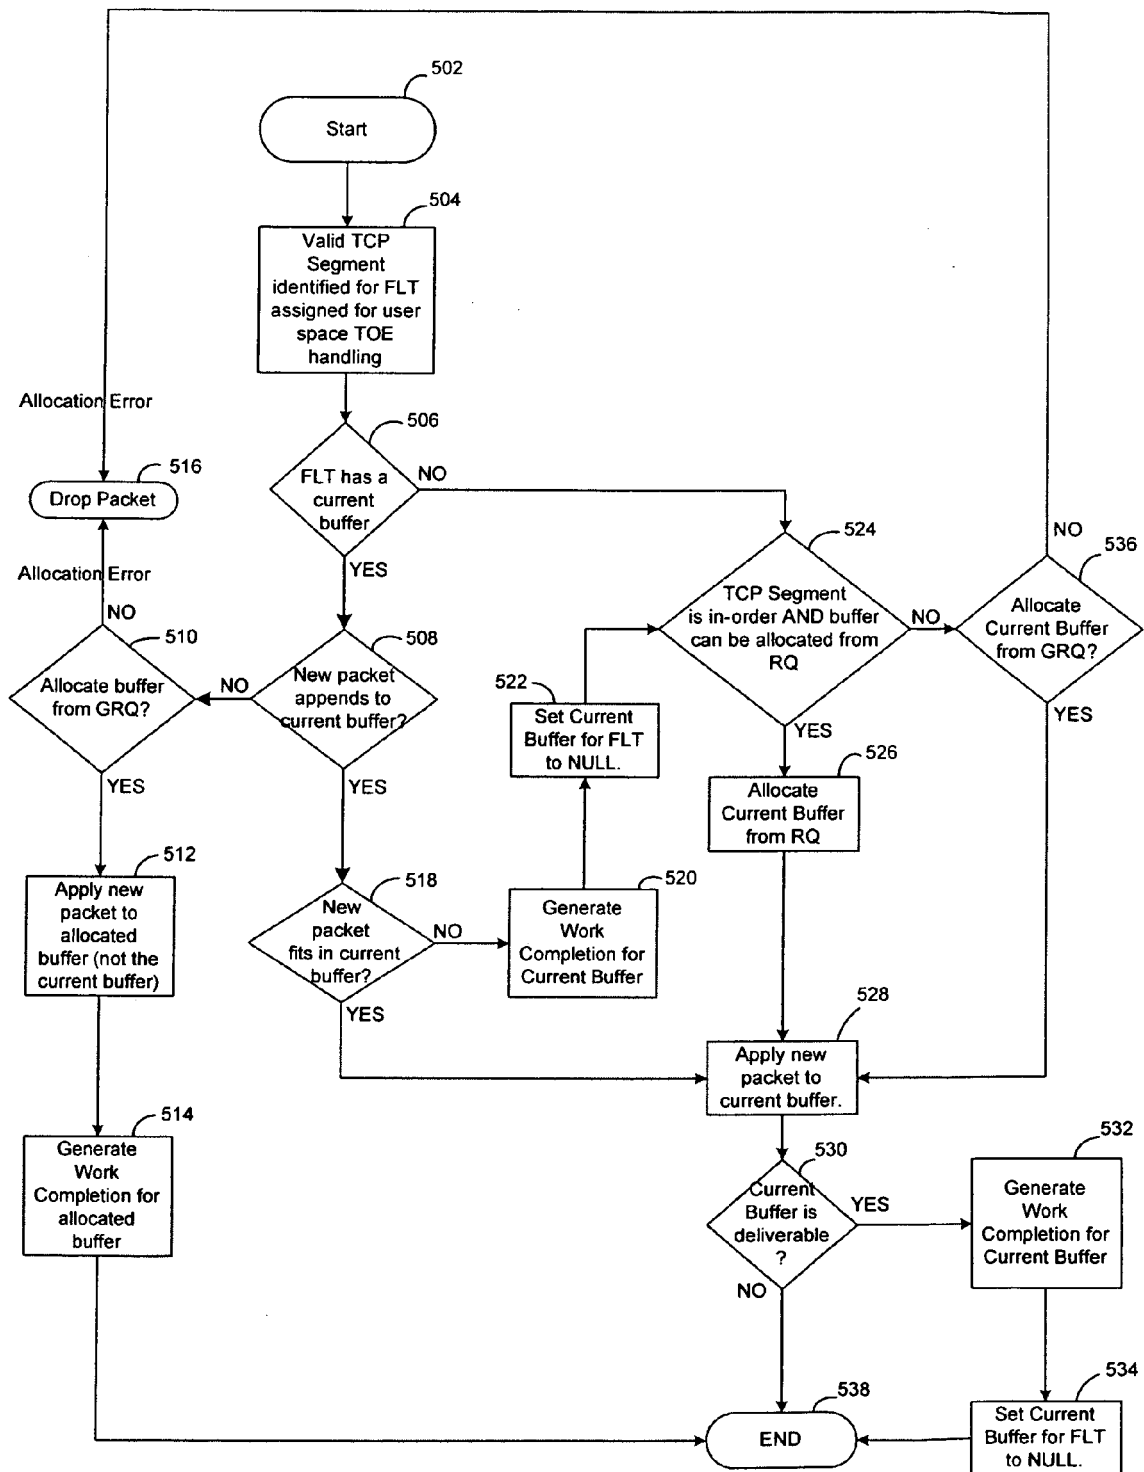 502
Start
504
Valid TCP
Segment
identified for FLT
assigned for user
space TOE
handling
Allocation Error
506
FLT has a
current
buffer
NO
YES
516
Drop Packet
Allocation Error
NO
510
Allocate buffer
from GRQ?
YES
508
New packet
appends to
current buffer?
NO
YES
524
TCP Segment
is in-order AND buffer
can be allocated from
RQ
NO
YES
NO
536
Allocate
Current Buffer
from GRQ?
YES
522
Set Current
Buffer for FLT
to NULL.
526
Allocate
Current Buffer
from RQ
512
Apply new
packet to
allocated
buffer (not the
current buffer)
518
New
packet
fits in current
buffer?
NO
YES
520
Generate
Work
Completion for
Current Buffer
528
Apply new
packet to
current buffer.
514
Generate
Work
Completion for
allocated
buffer
530
Current
Buffer is
deliverable
?
YES
NO
532
Generate
Work
Completion for
Current Buffer
534
Set Current
Buffer for FLT
to NULL.
538
END